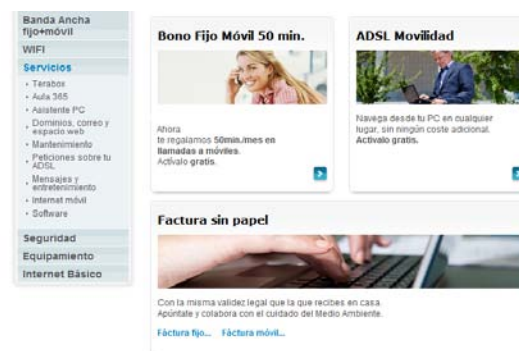 Banda Ancha
fijo+móvil
WIFI
Servicios
Terabox
Aula 365
Asistente PC
Dominios, correo y
espacio web
Mantenimiento
Peticiones sobre tu
ADSL
Mensajes y
entretenimiento
Internet móvil
Software
Seguridad
Equipamiento
Internet Básico
Bono Fijo Móvil 50 min.
Ahora
te regalamos 50min./mes en
llamadas a móviles.
Actívalo gratis.
ADSL Movilidad
Navega desde tu PC en cualquier
lugar, sin ningún coste adicional.
Actívalo gratis.
Factura sin papel
Con la misma validez legal que la que recibes en casa.
Apúntate y colabora con el cuidado del Medio Ambiente.
Fáctura fijo... Fáctura móvil...